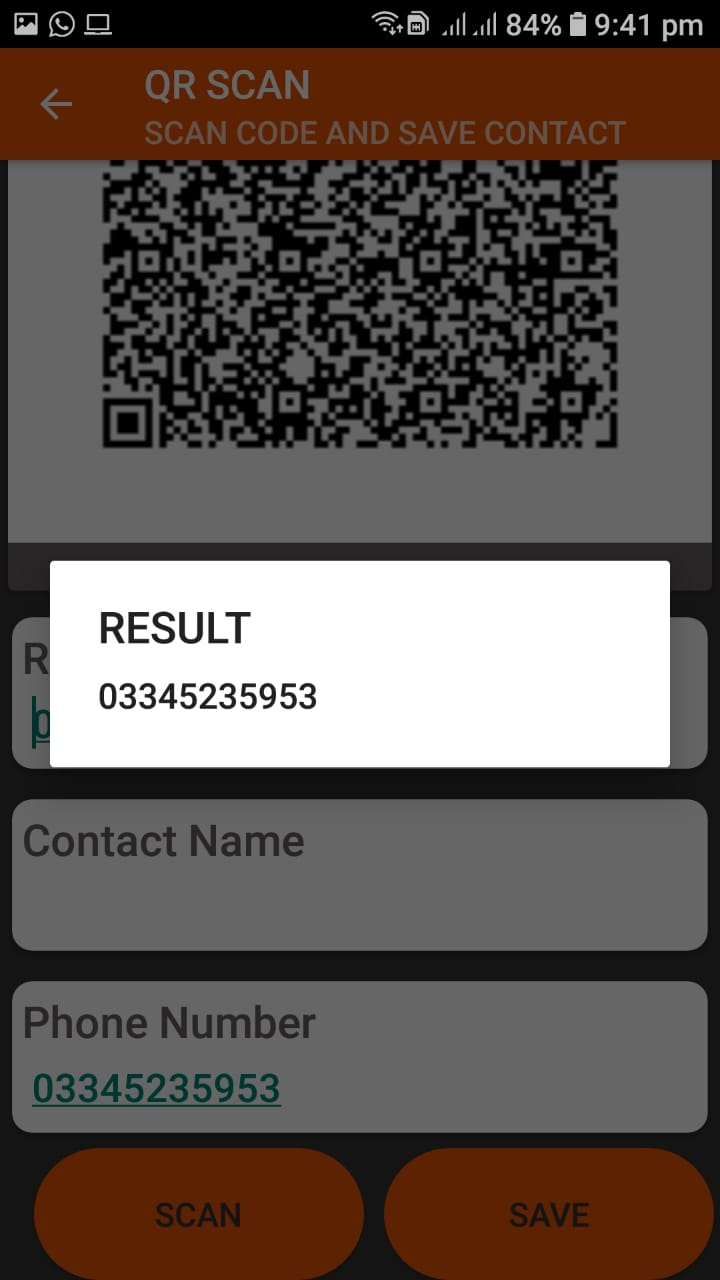 84% 9:41 pm
QR SCAN
SCAN CODE AND SAVE CONTACT
RESULT
03345235953
R
Contact Name
Phone Number
03345235953
SCAN
SAVE